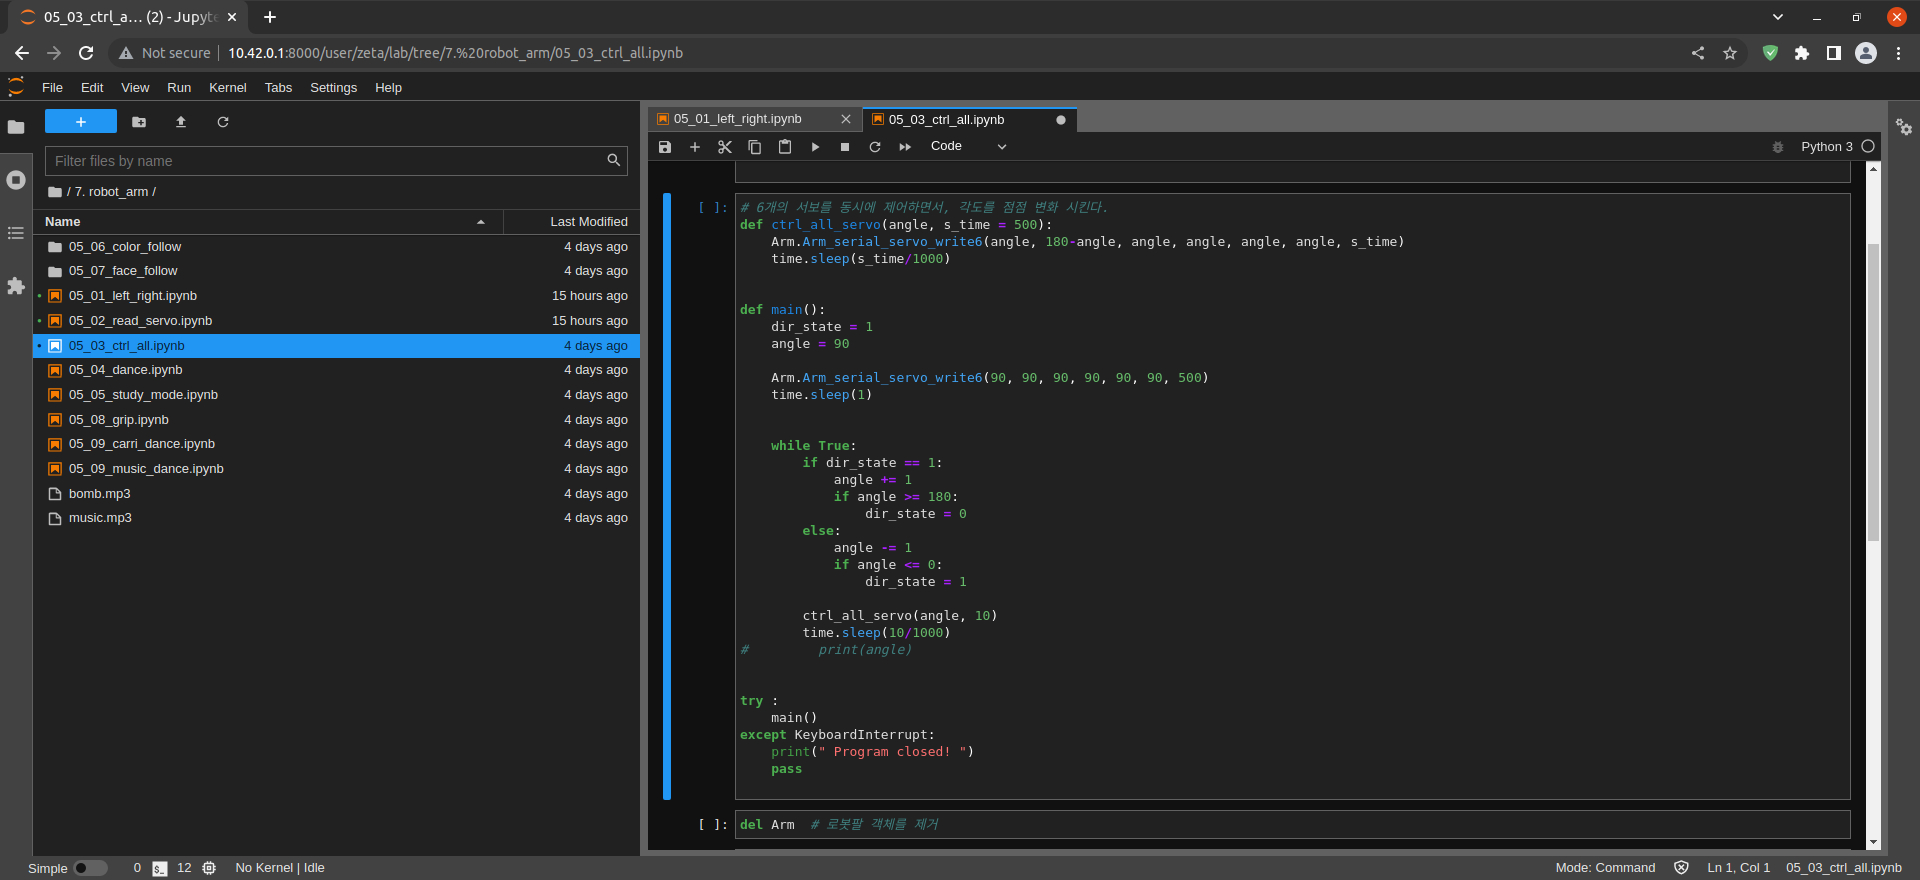 05_03_ctrl_a… (2) - Jupyte
Not secure 10.42.0.1:8000/user/zeta/lab/tree/7.%20robot_arm/05_03_ctrl_all.ipynb
File Edit View Run Kernel Tabs Settings Help
Filter files by name
/ 7. robot_arm /
Name Last Modified
05_06_color_follow 4 days ago
05_07_face_follow 4 days ago
05_01_left_right.ipynb 15 hours ago
05_02_read_servo.ipynb 15 hours ago
05_03_ctrl_all.ipynb 4 days ago
05_04_dance.ipynb 4 days ago
05_05_study_mode.ipynb 4 days ago
05_08_grip.ipynb 4 days ago
05_09_carri_dance.ipynb 4 days ago
05_09_music_dance.ipynb 4 days ago
bomb.mp3 4 days ago
music.mp3 4 days ago
05_01_left_right.ipynb 05_03_ctrl_all.ipynb
Code Python 3
[ ]: # 6개의 서보를 동시에 제어하면서, 각도를 점점 변화 시킨다.
def ctrl_all_servo(angle, s_time = 500):
    Arm.Arm_serial_servo_write6(angle, 180-angle, angle, angle, angle, angle, s_time)
    time.sleep(s_time/1000)
def main():
    dir_state = 1
    angle = 90
    Arm.Arm_serial_servo_write6(90, 90, 90, 90, 90, 90, 500)
    time.sleep(1)
    while True:
        if dir_state == 1:
            angle += 1
            if angle >= 180:
                dir_state = 0
        else:
            angle -= 1
            if angle <= 0:
                dir_state = 1
        ctrl_all_servo(angle, 10)
        time.sleep(10/1000)
#         print(angle)
try :
    main()
except KeyboardInterrupt:
    print(" Program closed! ")
    pass
[ ]: del Arm  # 로봇팔 객체를 제거
Simple 0 $_ 12 No Kernel | Idle Mode: Command Ln 1, Col 1 05_03_ctrl_all.ipynb